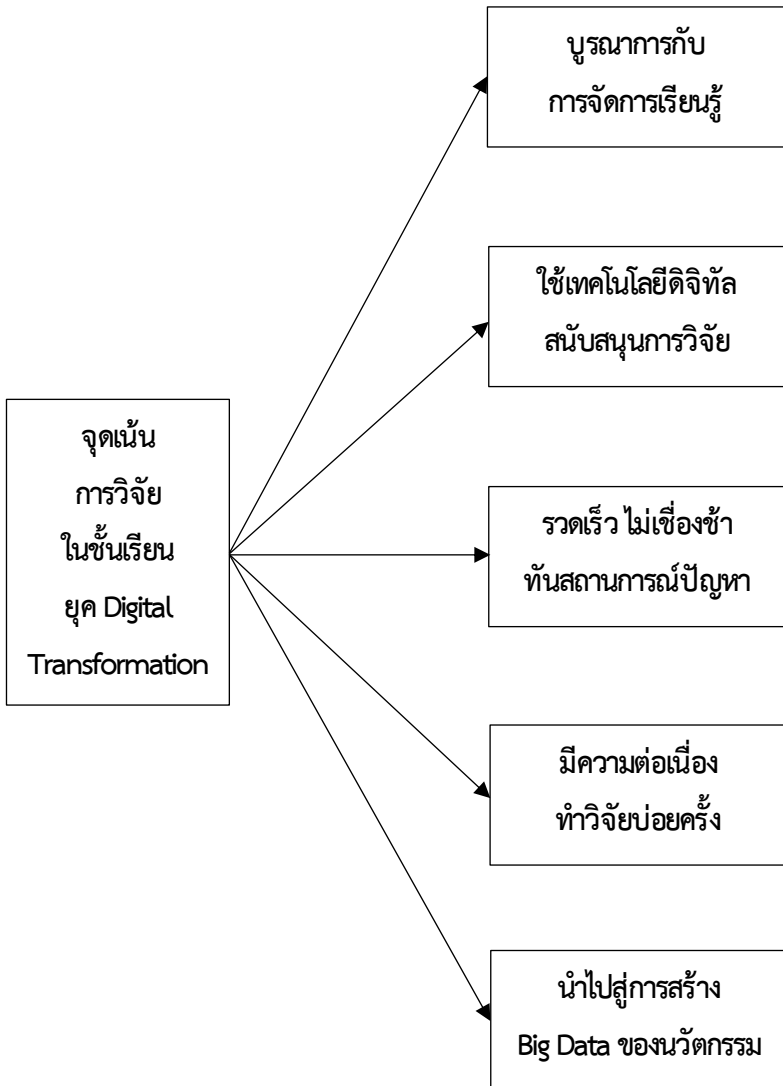 บูรณาการกับ
การจัดการเรียนรู้
ใช้เทคโนโลยีดิจิทัล
สนับสนุนการวิจัย
จุดเน้น
การวิจัย
ในชั้นเรียน
ยุค Digital
Transformation
รวดเร็ว ไม่เชื่องช้า
ทันสถานการณ์ปัญหา
มีความต่อเนื่อง
ทำวิจัยบ่อยครั้ง
นำไปสู่การสร้าง
Big Data ของนวัตกรรม